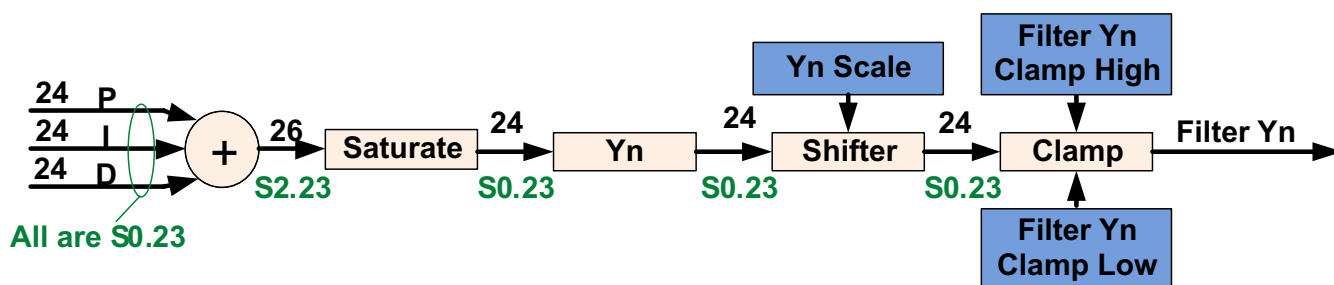 Filter Yn
Clamp High
Yn Scale
24 P
24 I
24 D
+
26
Saturate
24
Yn
24
Shifter
24
Clamp
Filter Yn
S2.23
S0.23
S0.23
S0.23
All are S0.23
Filter Yn
Clamp Low